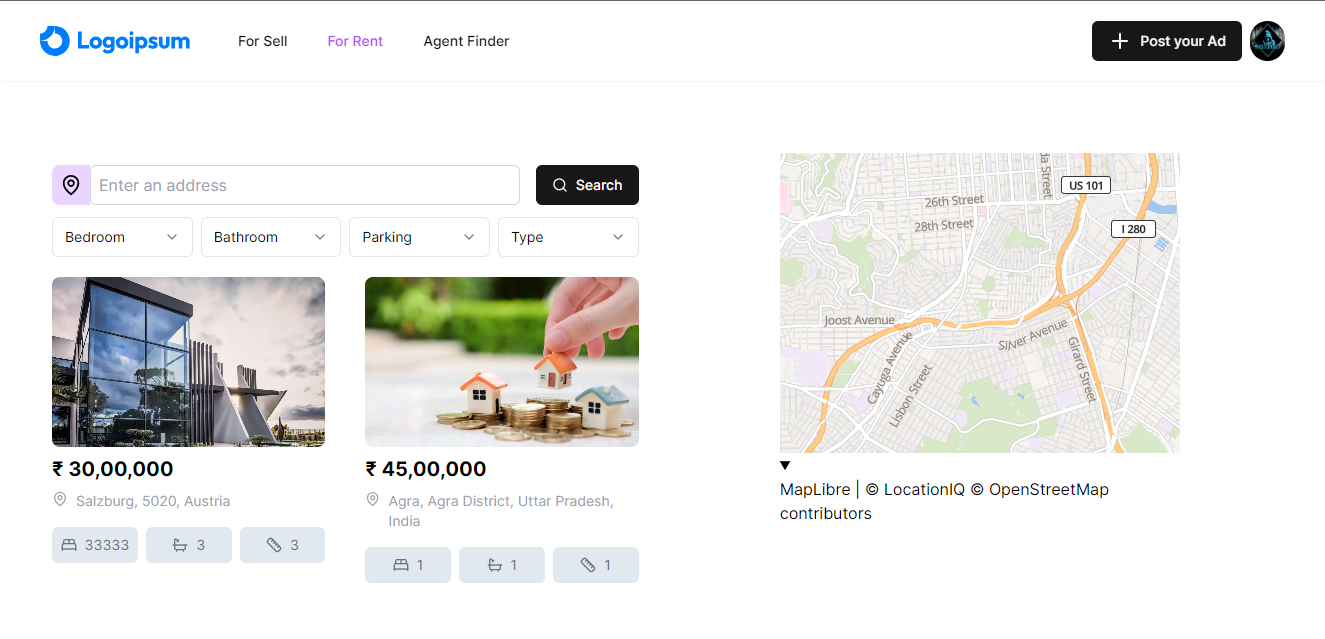 Logoipsum
For Sell
For Rent
Agent Finder
Post your Ad
Enter an address
Search
Bedroom
Bathroom
Parking
Type
₹ 30,00,000
Salzburg, 5020, Austria
33333
3
3
₹ 45,00,000
Agra, Agra District, Uttar Pradesh,
India
1
1
1
US 101
26th Street
28th Street
I 280
Joost Avenue
Silver Avenue
Cayuga Avenue
Lisbon Street
Girard Street
MapLibre | © LocationIQ © OpenStreetMap
contributors